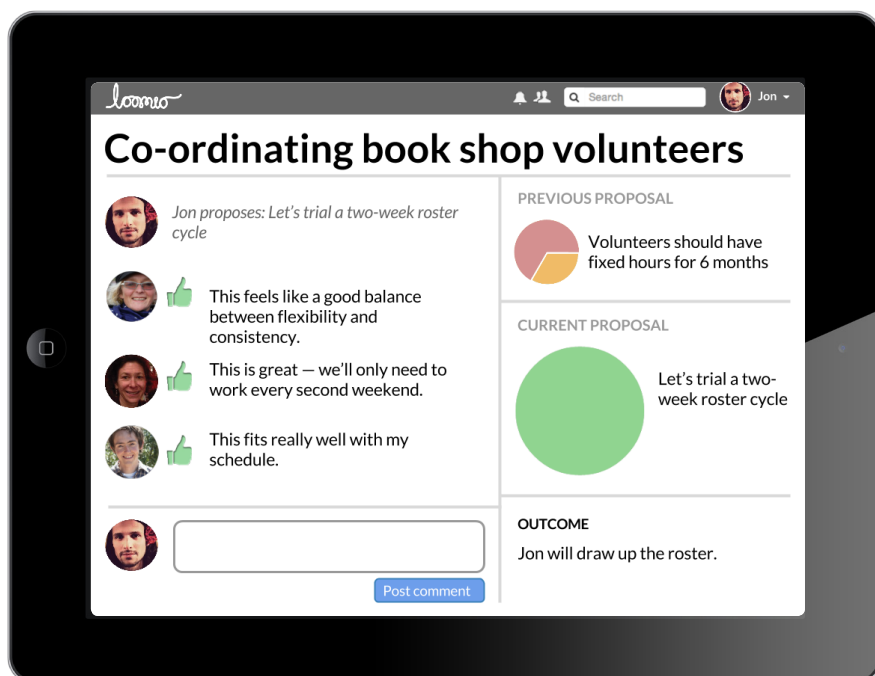 loomio
Search
Jon
Co-ordinating book shop volunteers
Jon proposes: Let's trial a two-week roster
cycle
This feels like a good balance
between flexibility and
consistency.
This is great — we'll only need to
work every second weekend.
This fits really well with my
schedule.
Post comment
PREVIOUS PROPOSAL
Volunteers should have
fixed hours for 6 months
CURRENT PROPOSAL
Let's trial a two-
week roster cycle
OUTCOME
Jon will draw up the roster.